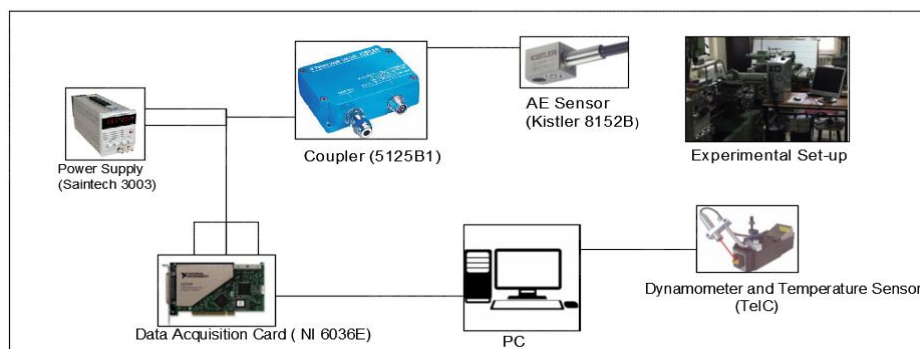 KISTLER
AE Sensor
(Kistler 8152B)
Coupler (5125B1)
Experimental Set-up
Power Supply
(Saintech 3003)
Data Acquisition Card ( NI 6036E)
PC
Dynamometer and Temperature Sensor
(TelC)